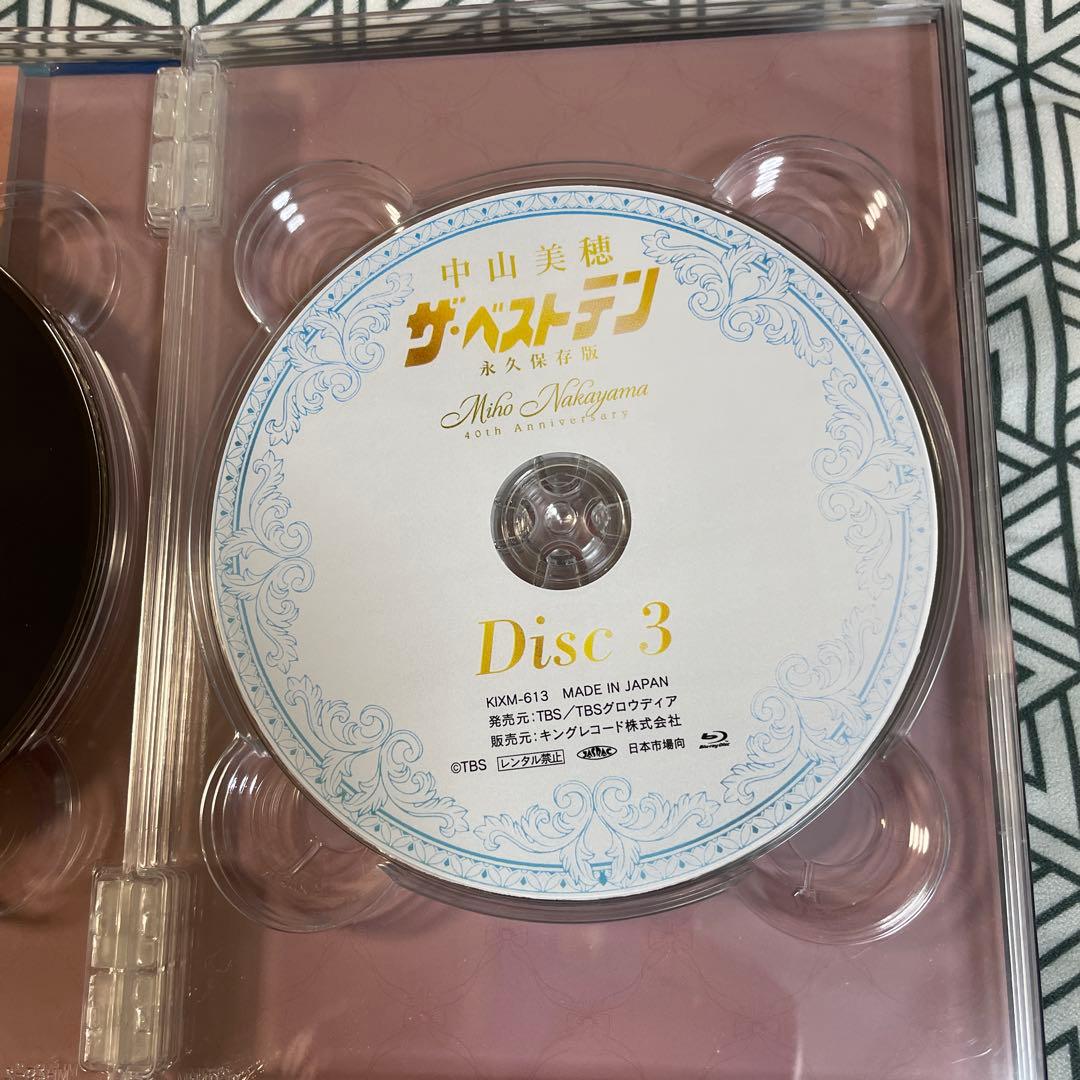 中山美穂
ザ・ベストテン
永久保存版
Miho Nakayama
40th Anniversary
Disc 3
KIXM-613 MADE IN JAPAN
発売元:TBS/TBSグロウディア
販売元:キングレコード株式会社
©TBS レンタル禁止 日本市場向 Blu-ray Disc